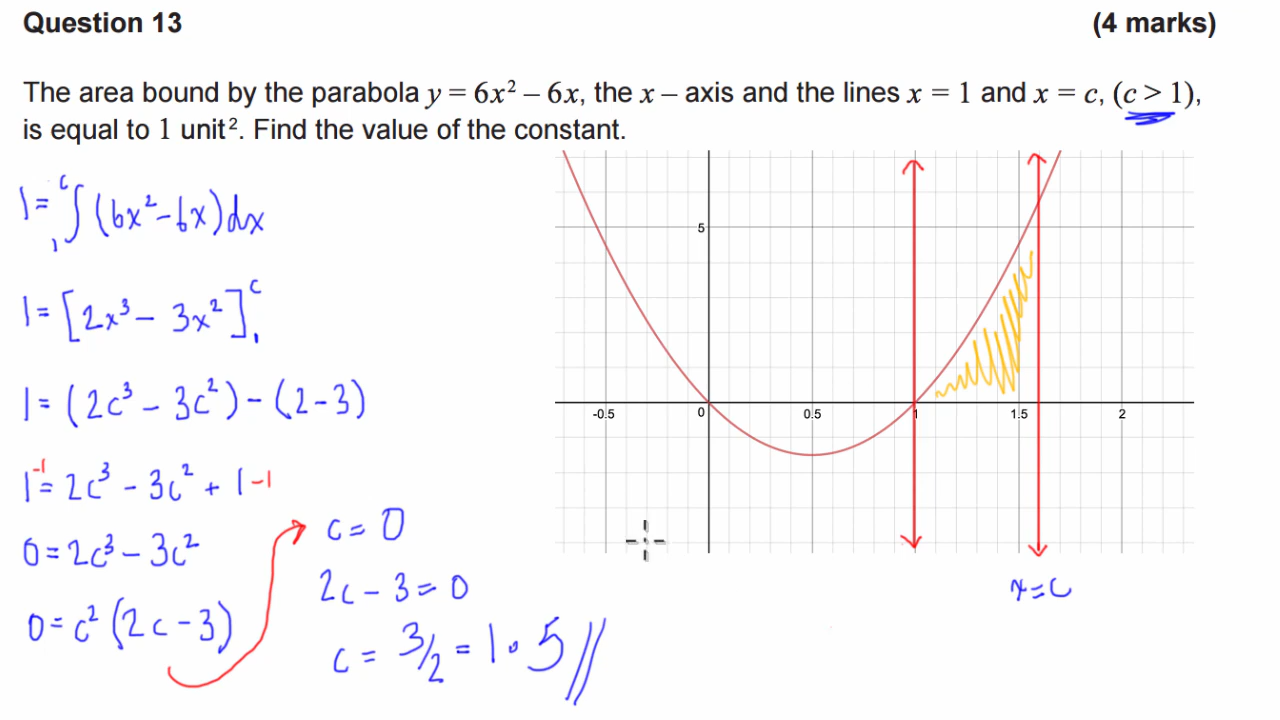 Question 13 (4 marks)
The area bound by the parabola y = 6x² – 6x, the x – axis and the lines x = 1 and x = c, (c > 1),
is equal to 1 unit². Find the value of the constant.
1 = ₁ᶜ∫(6x² – 6x)dx
1 = [2x³ – 3x²]ᶜ₁
1 = (2c³ – 3c²) – (2 – 3)
1 –1 = 2c³ – 3c² + 1 –1
0 = 2c³ – 3c²
0 = c²(2c – 3)
c = 0
2c – 3 = 0
c = 3/2 = 1.5//
5
-0.5 0 0.5 1 1.5 2
x = c